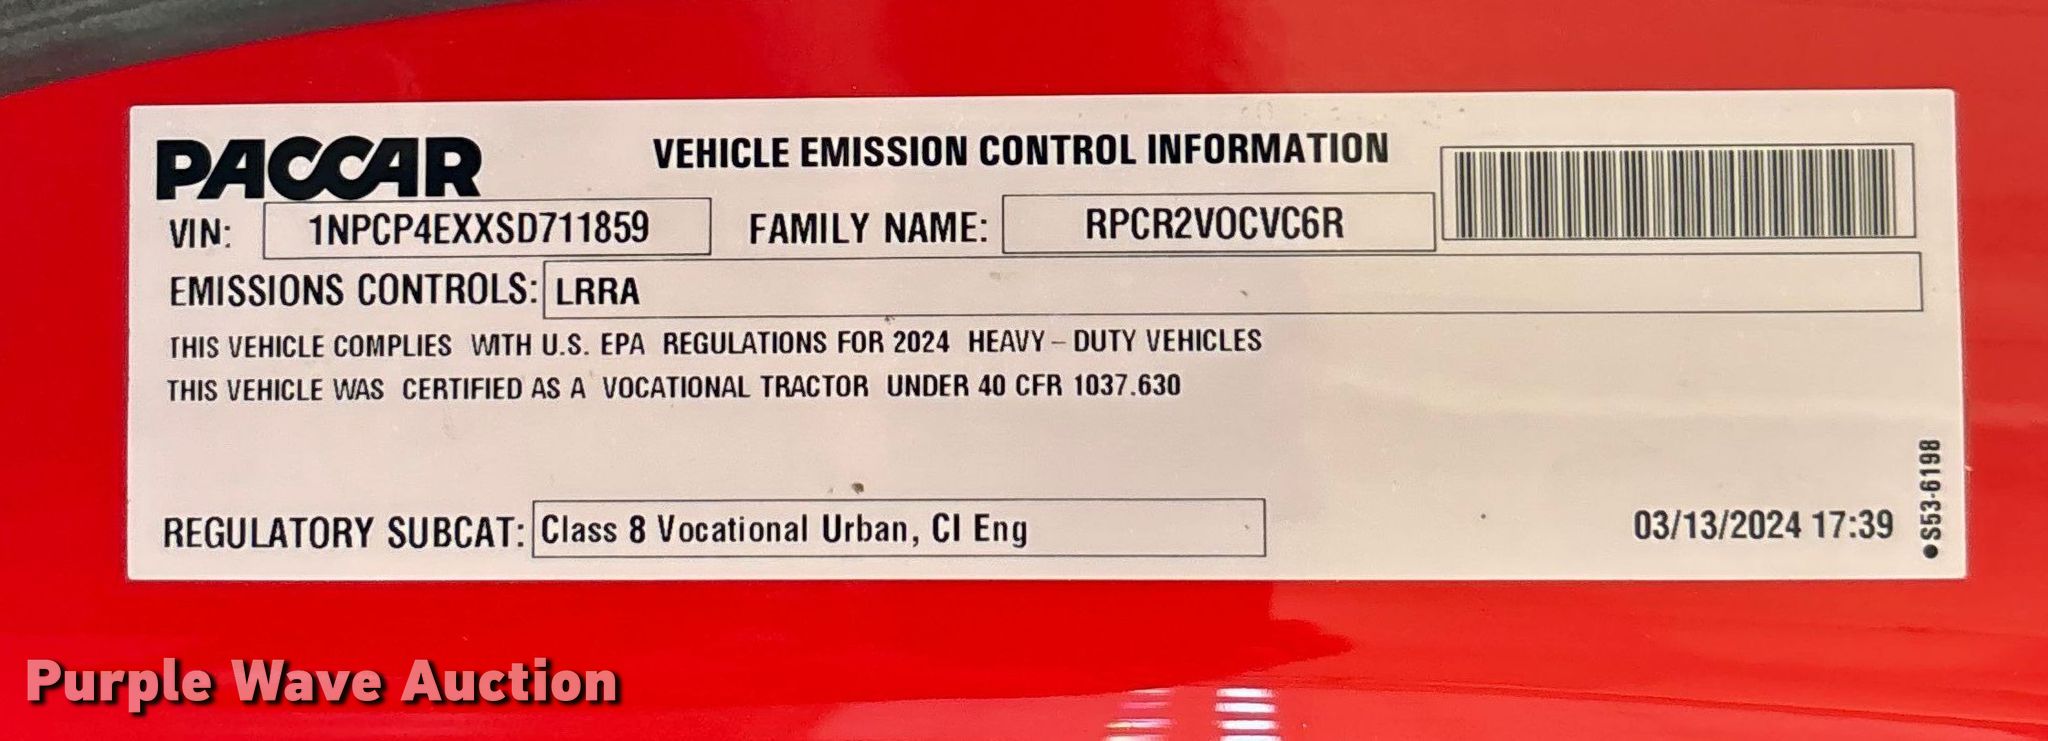 PACCAR
VEHICLE EMISSION CONTROL INFORMATION
VIN: 1NPCP4EXXSD711859 FAMILY NAME: RPCR2VOCVC6R
EMISSIONS CONTROLS: LRRA
THIS VEHICLE COMPLIES WITH U.S. EPA REGULATIONS FOR 2024 HEAVY – DUTY VEHICLES
THIS VEHICLE WAS CERTIFIED AS A VOCATIONAL TRACTOR UNDER 40 CFR 1037.630
REGULATORY SUBCAT: Class 8 Vocational Urban, CI Eng
03/13/2024 17:39
●S53-6198
Purple Wave Auction